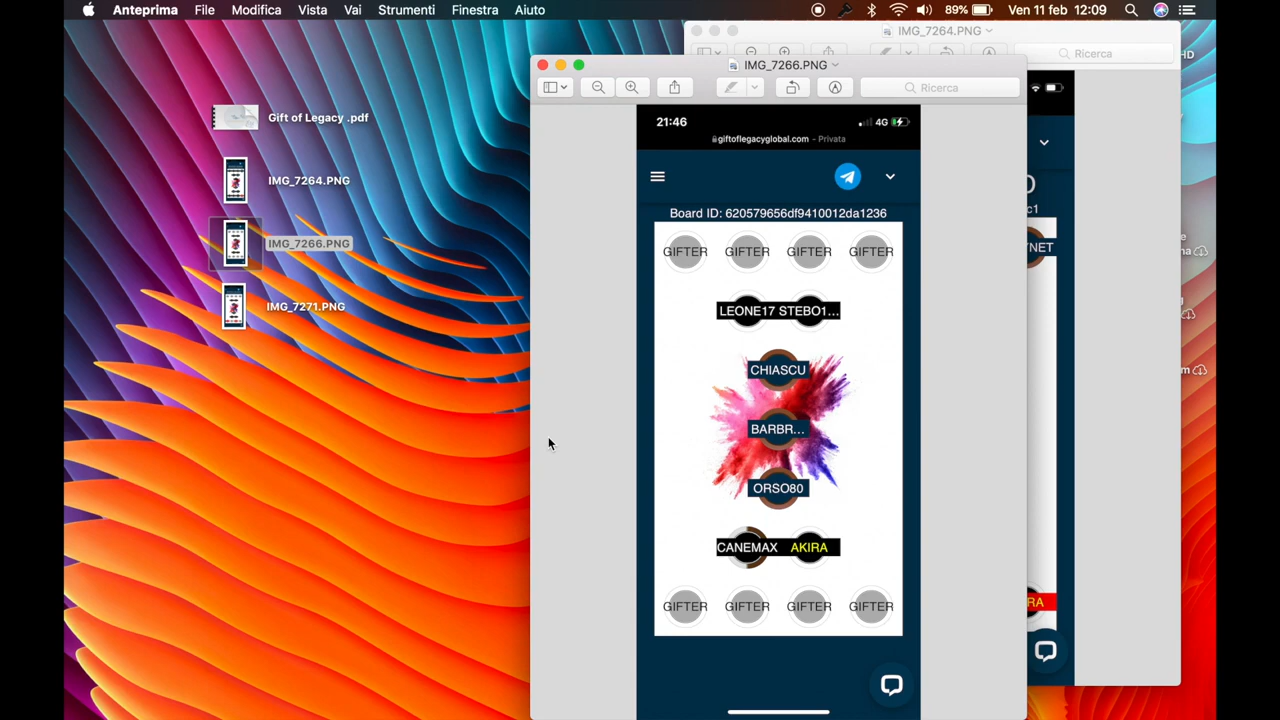 Anteprima File Modifica Vista Vai Strumenti Finestra Aiuto 89% Ven 11 feb 12:09
IMG_7264.PNG
Ricerca
HD
IMG_7266.PNG
Ricerca
Gift of Legacy .pdf
IMG_7264.PNG
IMG_7266.PNG
IMG_7271.PNG
21:46 4G
giftoflegacyglobal.com – Privata
Board ID: 620579656df9410012da1236
GIFTER GIFTER GIFTER GIFTER
LEONE17 STEBO1...
CHIASCU
BARBR...
ORSO80
CANEMAX AKIRA
GIFTER GIFTER GIFTER GIFTER